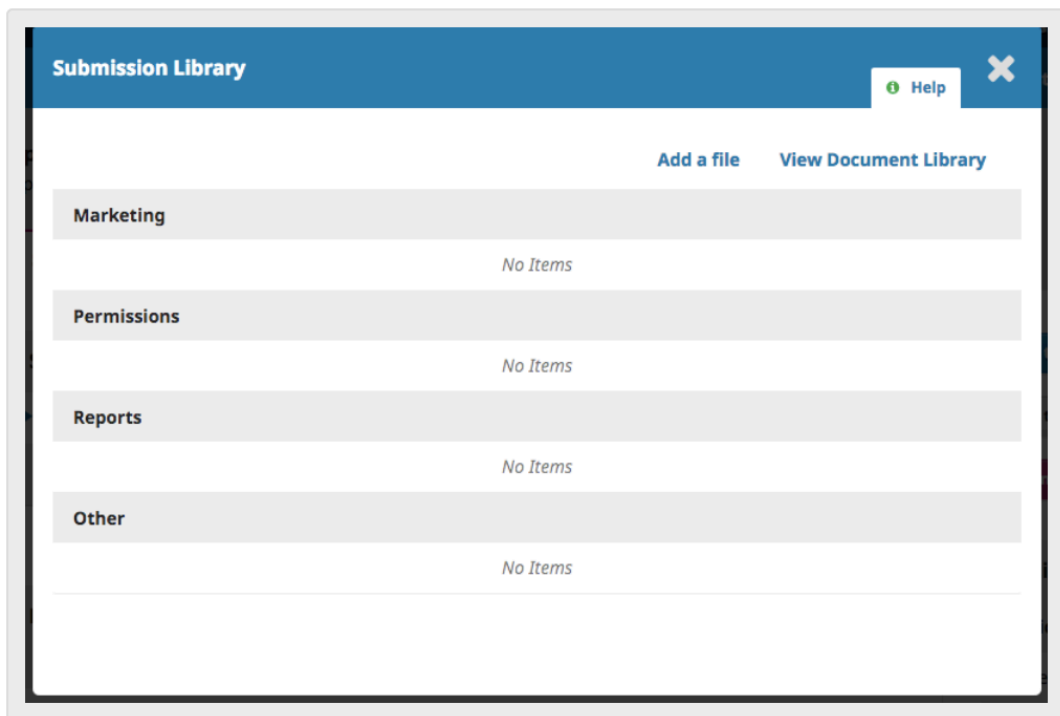 Submission Library
Help
Add a file View Document Library
Marketing
No Items
Permissions
No Items
Reports
No Items
Other
No Items